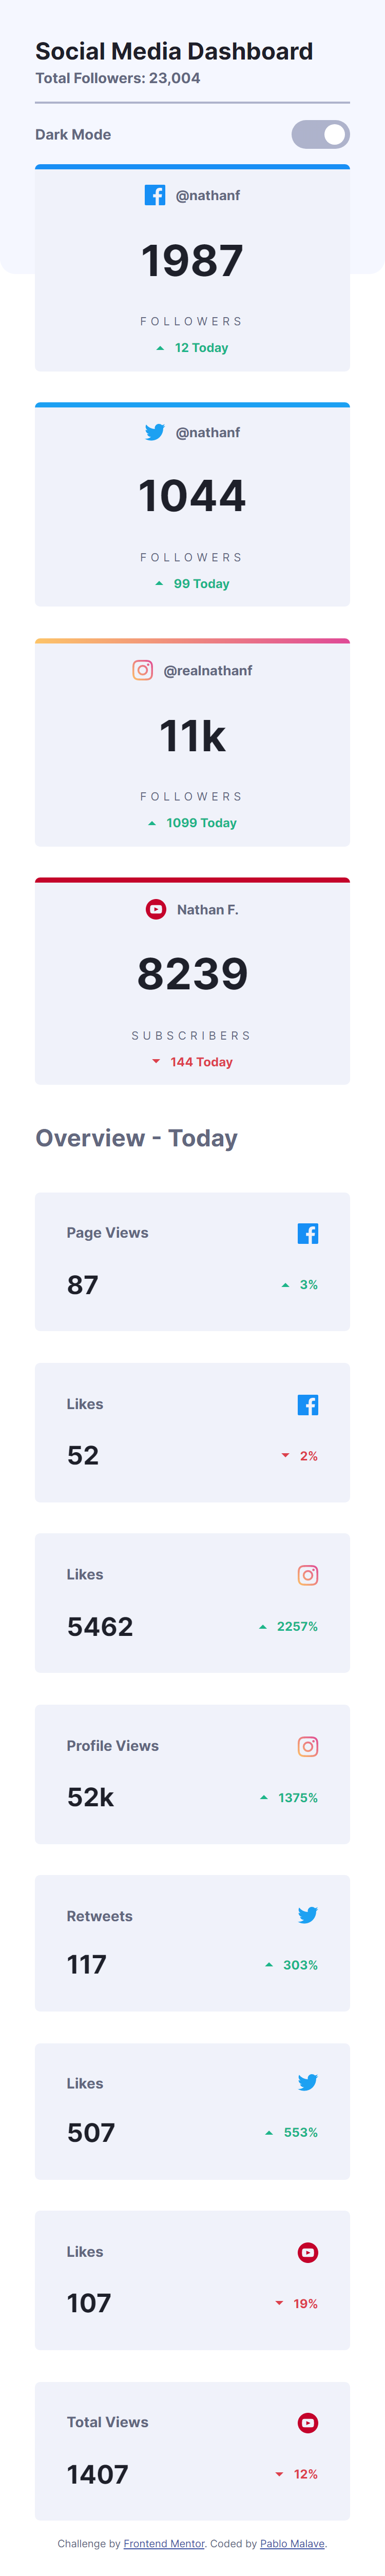 Social Media Dashboard
Total Followers: 23,004
Dark Mode
@nathanf
1987
FOLLOWERS
12 Today
@nathanf
1044
FOLLOWERS
99 Today
@realnathanf
11k
FOLLOWERS
1099 Today
Nathan F.
8239
SUBSCRIBERS
144 Today
Overview - Today
Page Views
87
3%
Likes
52
2%
Likes
5462
2257%
Profile Views
52k
1375%
Retweets
117
303%
Likes
507
553%
Likes
107
19%
Total Views
1407
12%
Challenge by Frontend Mentor. Coded by Pablo Malave.